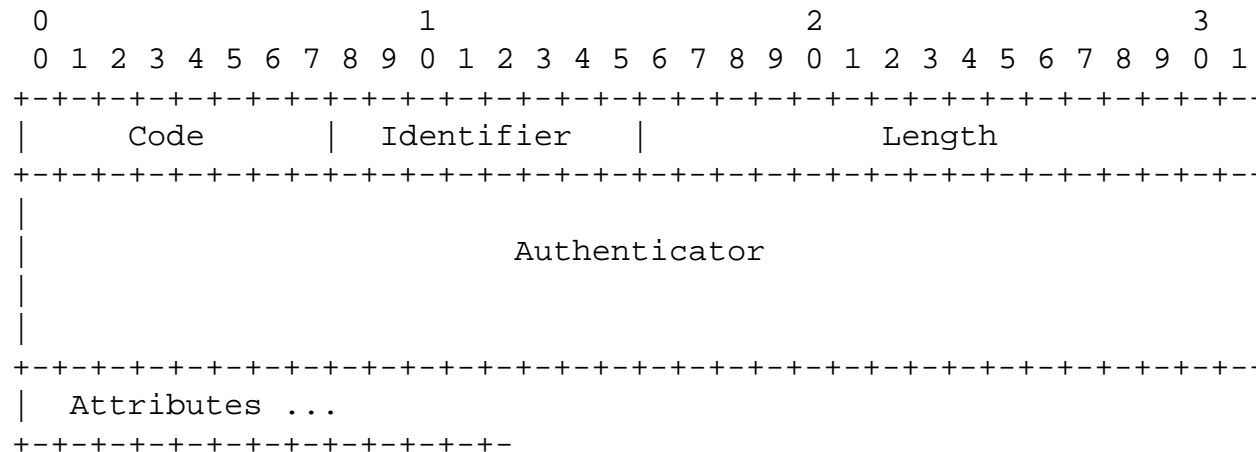 0                   1                   2                   3
 0 1 2 3 4 5 6 7 8 9 0 1 2 3 4 5 6 7 8 9 0 1 2 3 4 5 6 7 8 9 0 1
+-+-+-+-+-+-+-+-+-+-+-+-+-+-+-+-+-+-+-+-+-+-+-+-+-+-+-+-+-+-+-+-
|     Code      |  Identifier   |            Length
+-+-+-+-+-+-+-+-+-+-+-+-+-+-+-+-+-+-+-+-+-+-+-+-+-+-+-+-+-+-+-+-
|
|                         Authenticator
|
|
+-+-+-+-+-+-+-+-+-+-+-+-+-+-+-+-+-+-+-+-+-+-+-+-+-+-+-+-+-+-+-+-
|  Attributes ...
+-+-+-+-+-+-+-+-+-+-+-+-+-